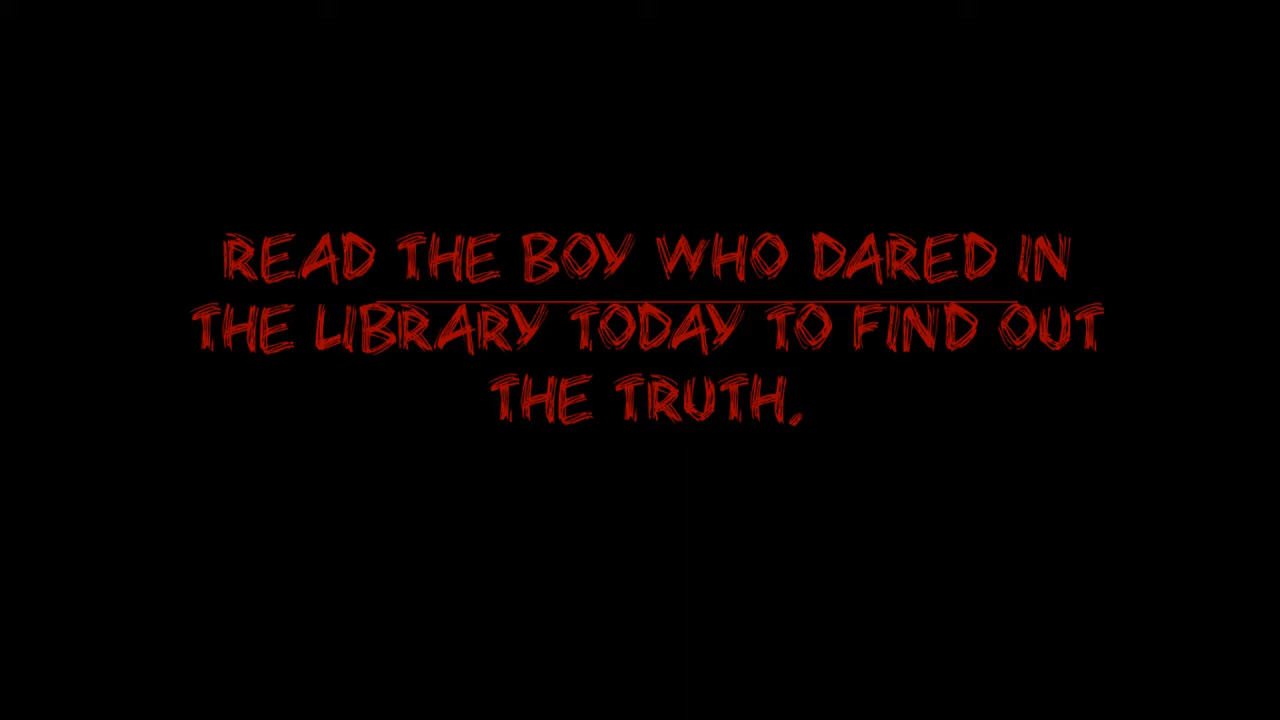 READ THE BOY WHO DARED IN
THE LIBRARY TODAY TO FIND OUT
THE TRUTH.